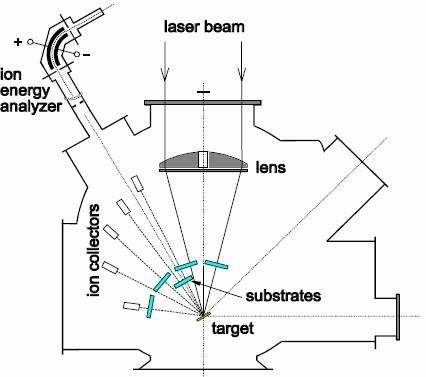 laser beam
+
-
ion
energy
analyzer
lens
ion collectors
substrates
target